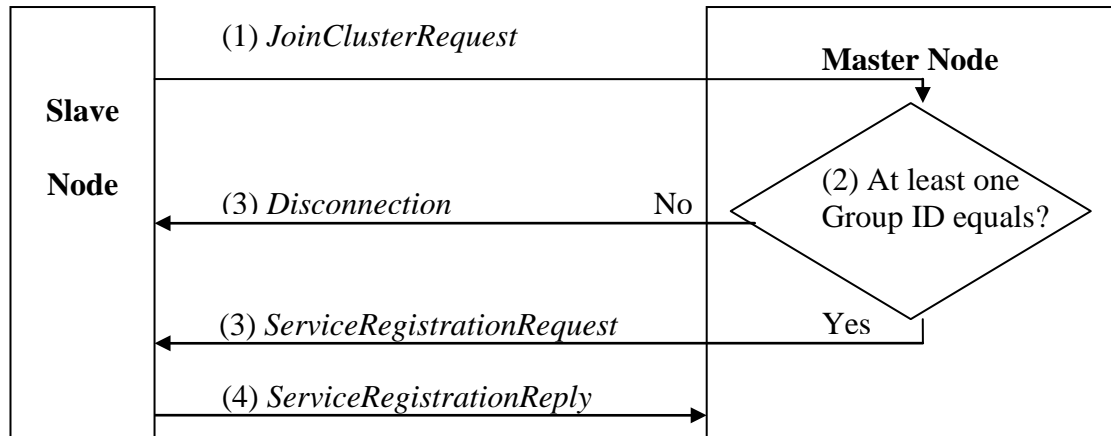 (1) JoinClusterRequest
Master Node
Slave
Node
(2) At least one
Group ID equals?
(3) Disconnection
No
(3) ServiceRegistrationRequest
Yes
(4) ServiceRegistrationReply